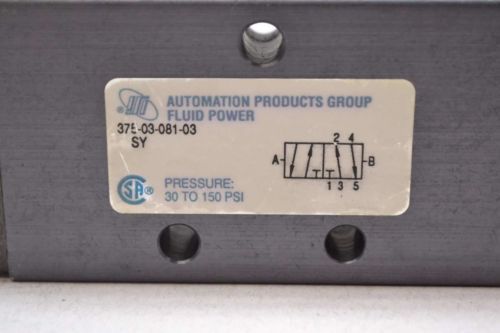 AUTOMATION PRODUCTS GROUP
FLUID POWER
375-03-081-03
SY
2 4
A B
1 3 5
SA ®
PRESSURE:
30 TO 150 PSI